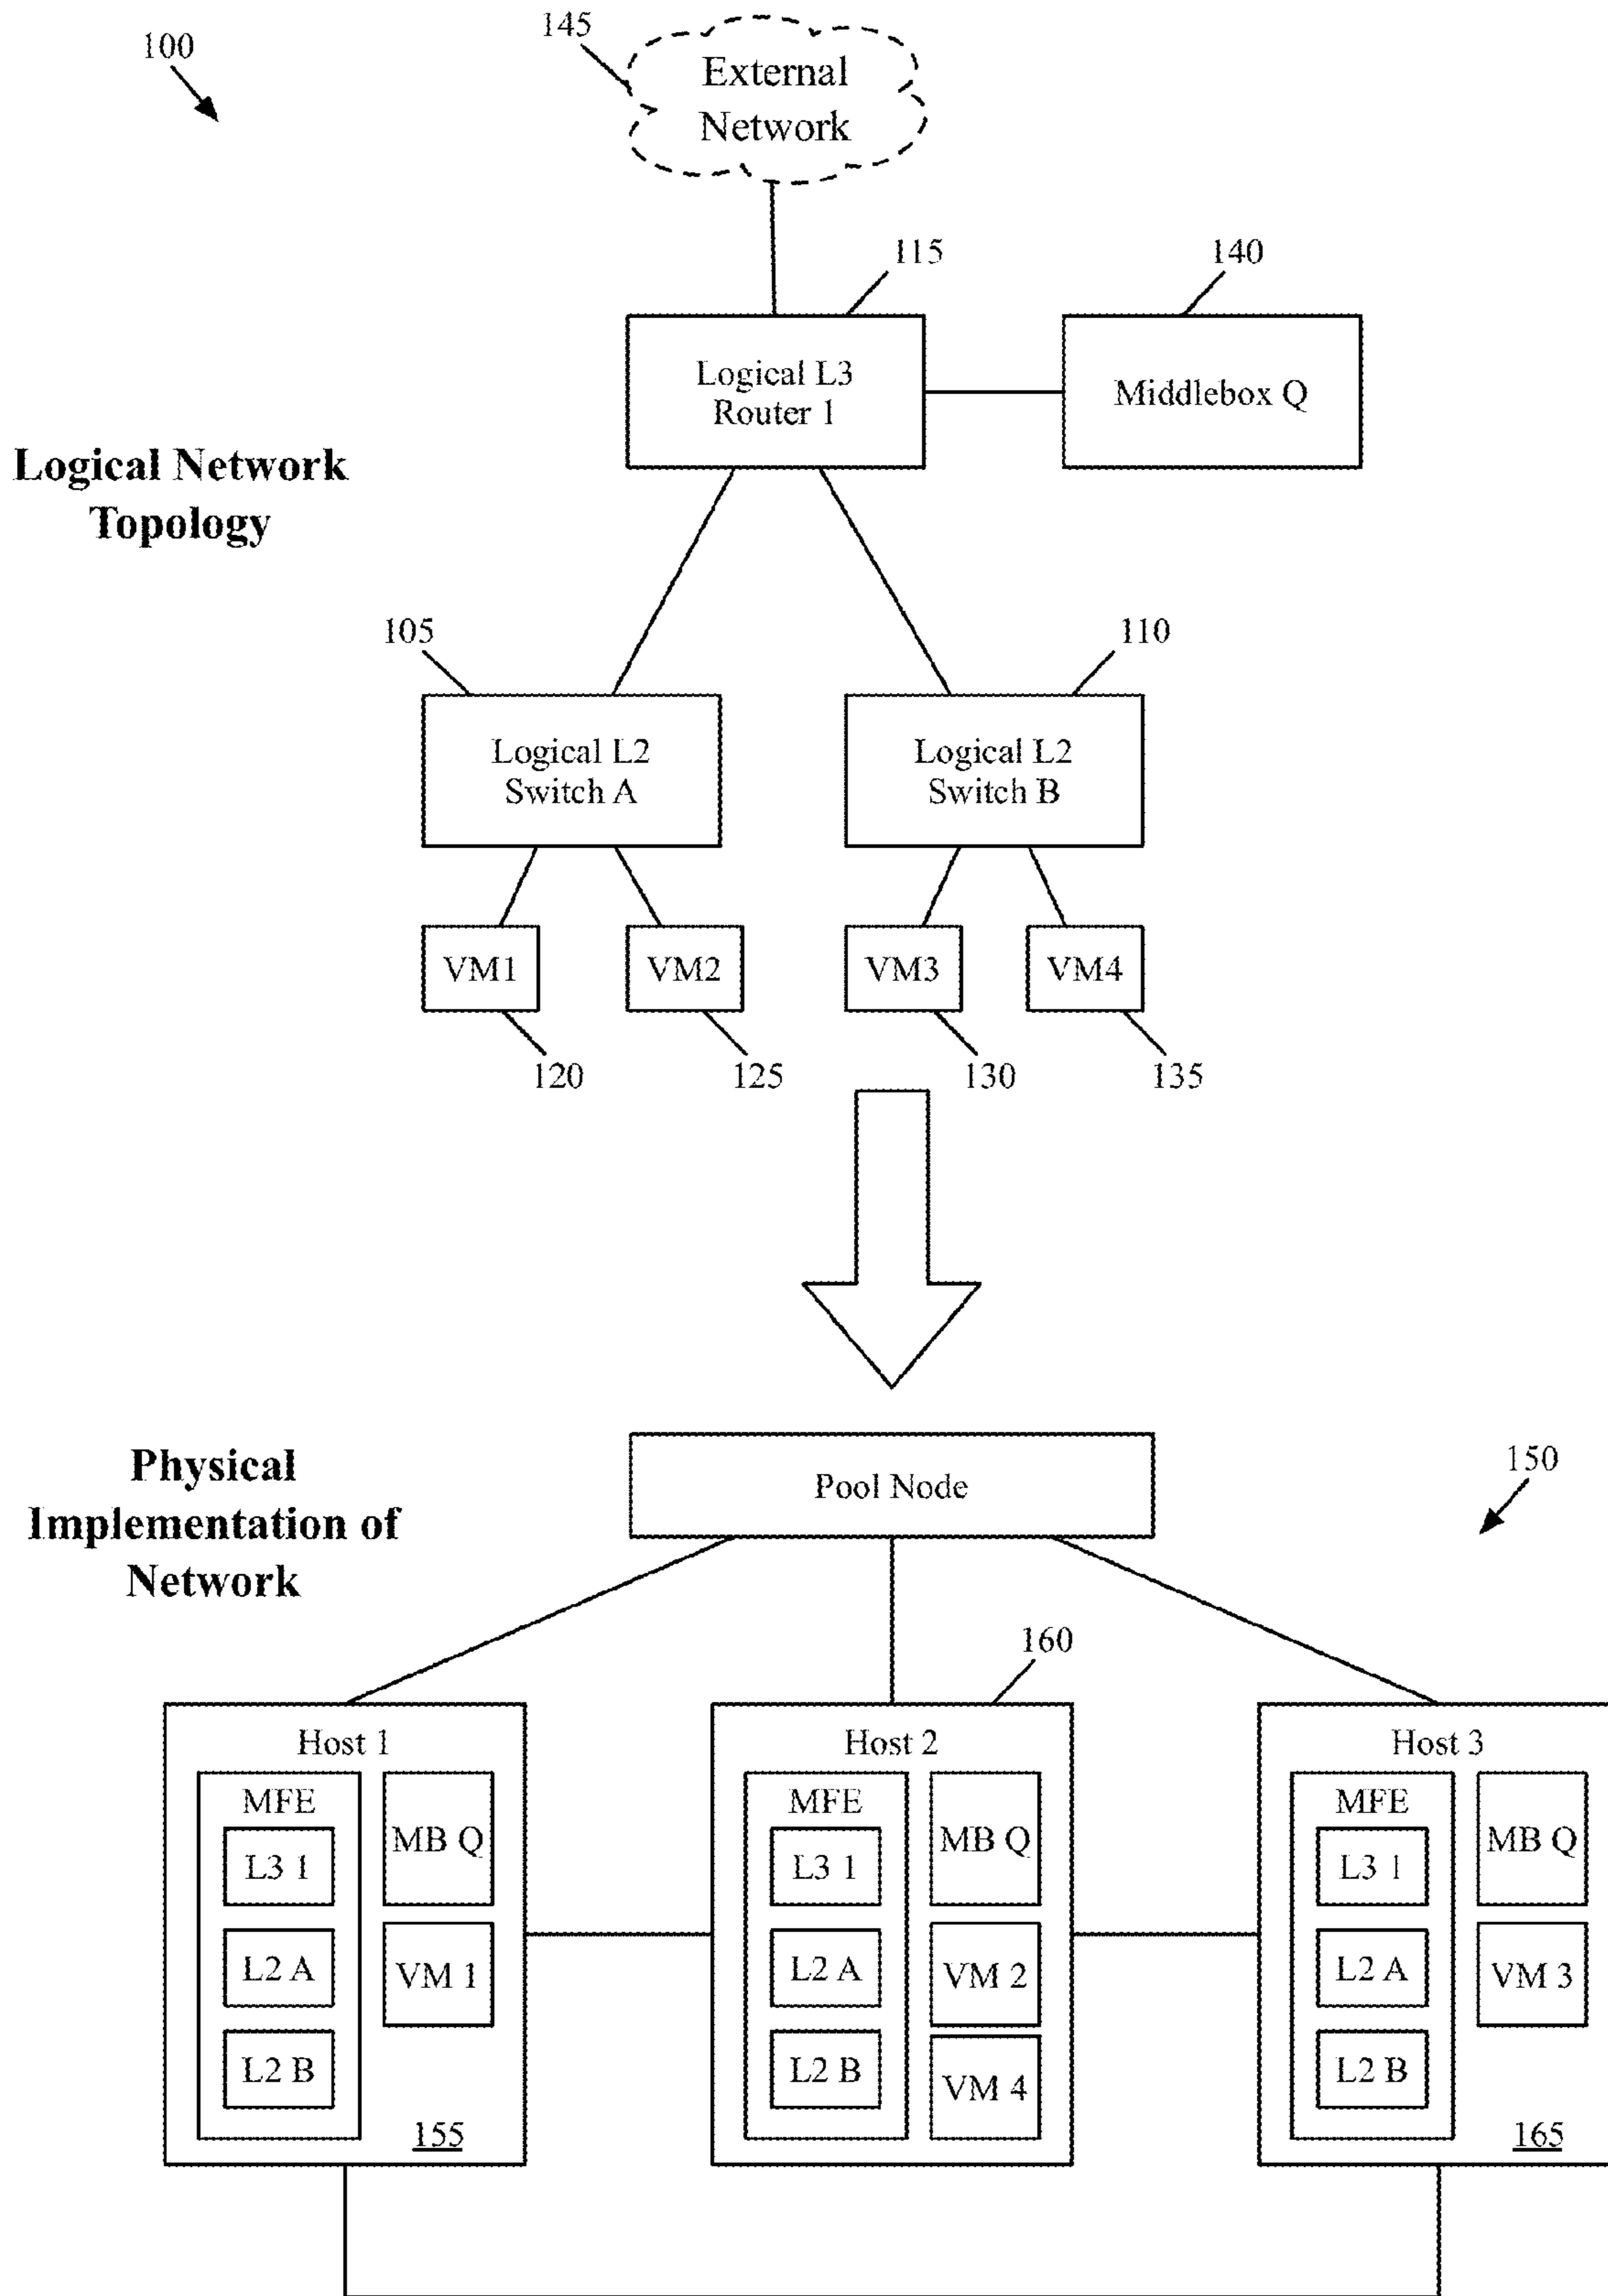 100
145
External
Network
115
140
Logical L3
Router 1
Middlebox Q
Logical Network
Topology
105
110
Logical L2
Switch A
Logical L2
Switch B
VM1
VM2
VM3
VM4
120
125
130
135
Physical
Implementation of
Network
Pool Node
150
160
Host 1
MFE
L3 1
L2 A
L2 B
MB Q
VM 1
155
Host 2
MFE
L3 1
L2 A
L2 B
MB Q
VM 2
VM 4
Host 3
MFE
L3 1
L2 A
L2 B
MB Q
VM 3
165